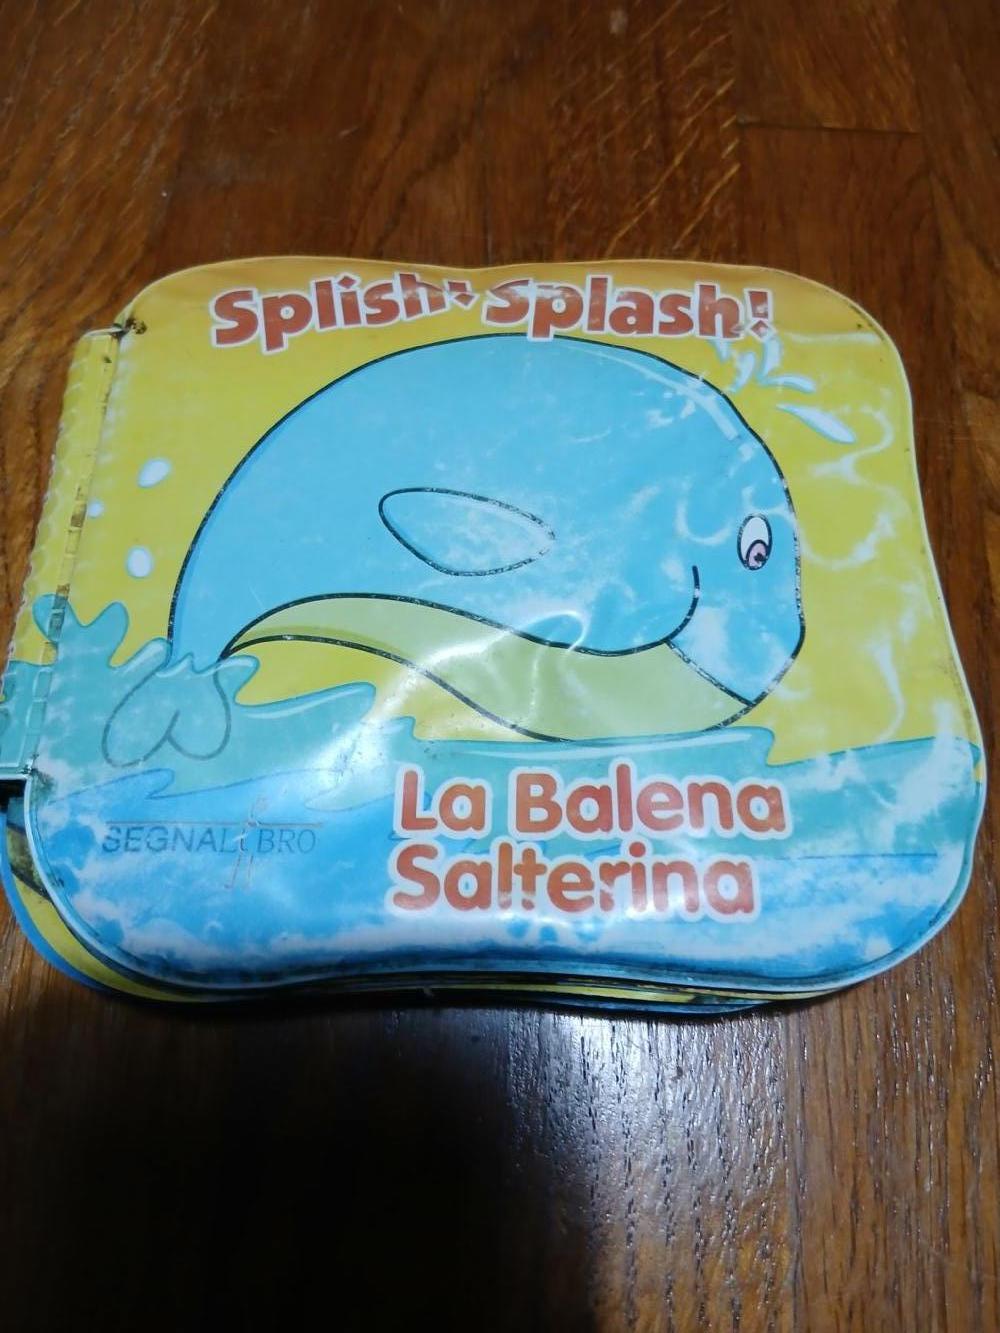 Splish! Splash!
La Balena
Salterina
SEGNALIBRO